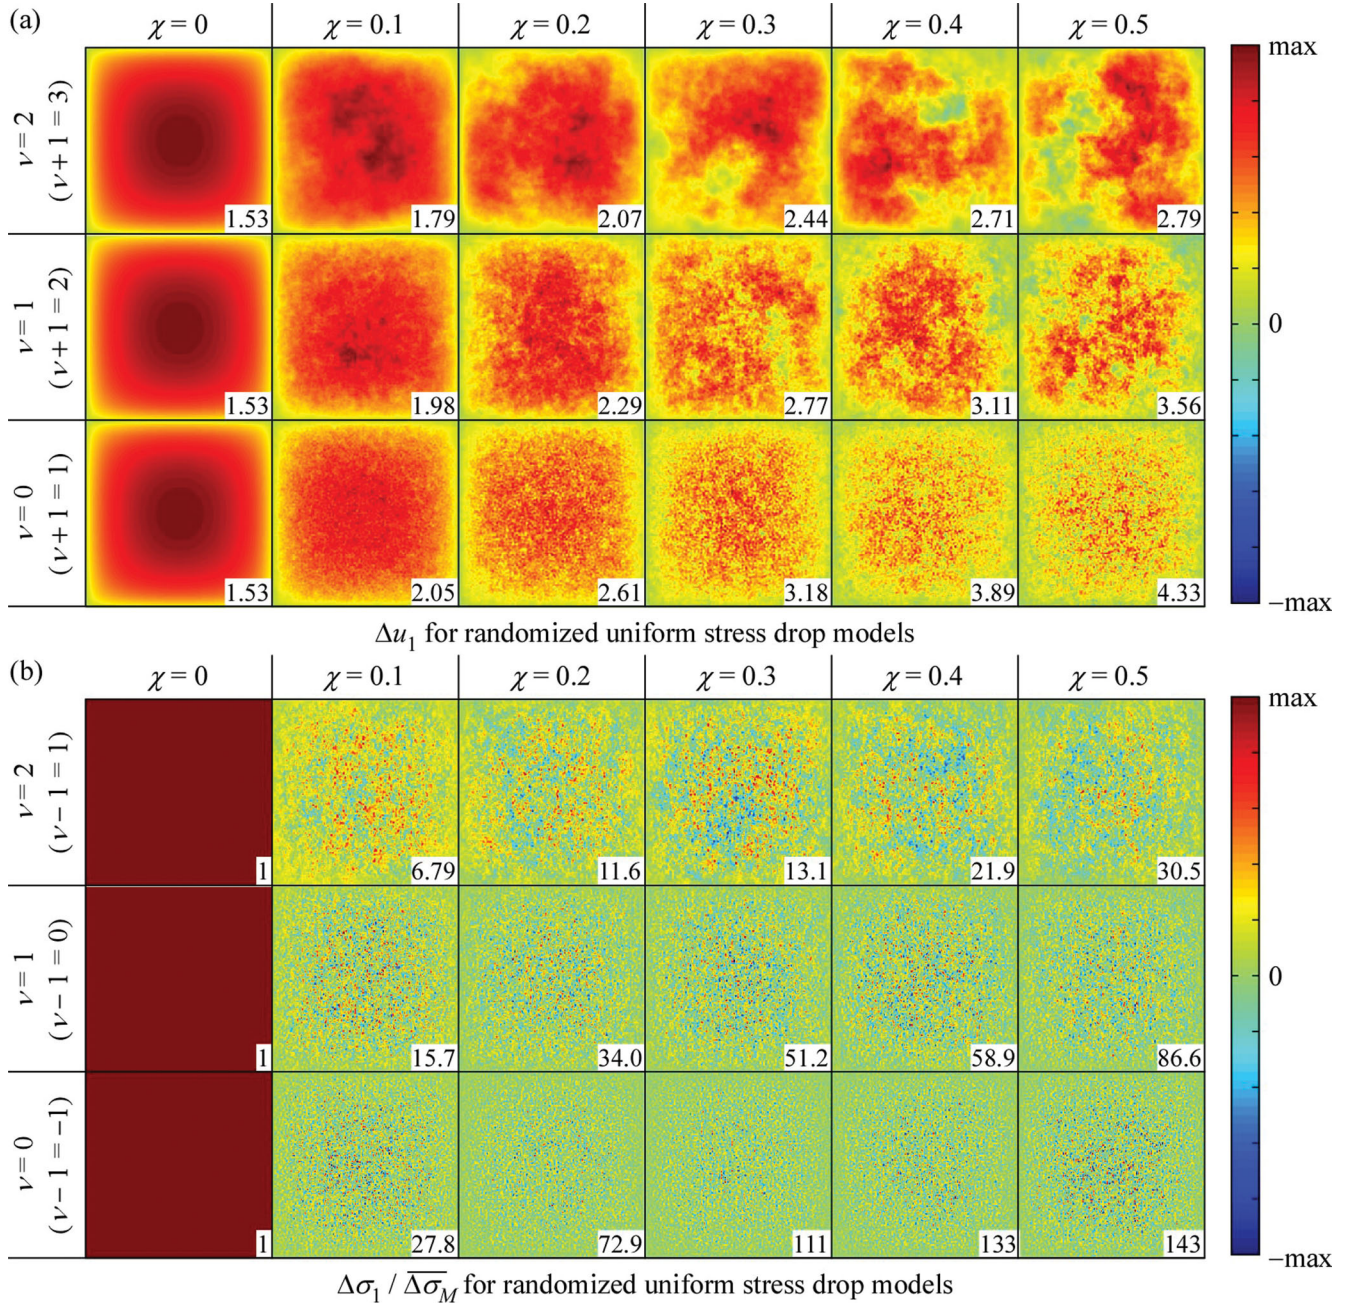 (a)
χ = 0 χ = 0.1 χ = 0.2 χ = 0.3 χ = 0.4 χ = 0.5
max
ν = 2
(ν + 1 = 3)
1.53 1.79 2.07 2.44 2.71 2.79
ν = 1
(ν + 1 = 2)
0
1.53 1.98 2.29 2.77 3.11 3.56
ν = 0
(ν + 1 = 1)
1.53 2.05 2.61 3.18 3.89 4.33
−max
Δu₁ for randomized uniform stress drop models
(b)
χ = 0 χ = 0.1 χ = 0.2 χ = 0.3 χ = 0.4 χ = 0.5
max
ν = 2
(ν − 1 = 1)
1 6.79 11.6 13.1 21.9 30.5
ν = 1
(ν − 1 = 0)
0
1 15.7 34.0 51.2 58.9 86.6
ν = 0
(ν − 1 = −1)
1 27.8 72.9 111 133 143
−max
Δσ₁ / Δσ̅_M for randomized uniform stress drop models